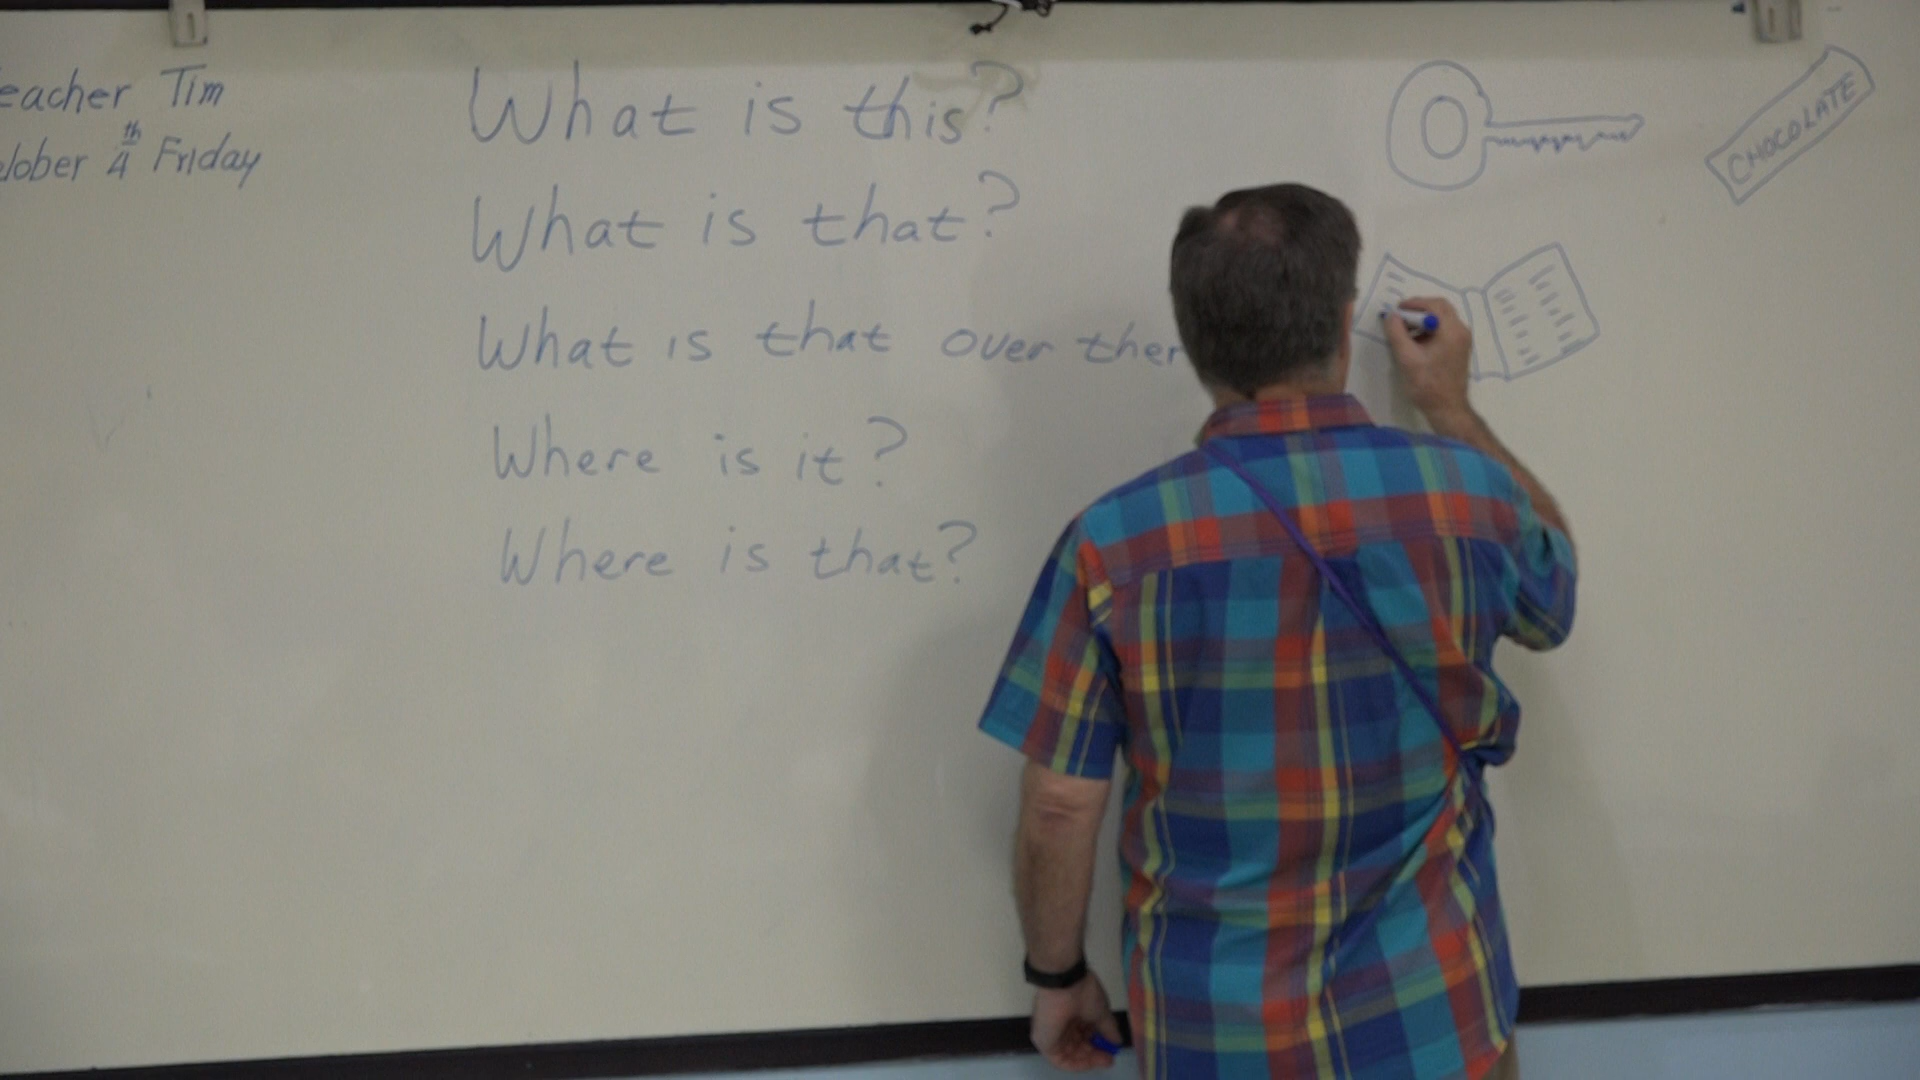 eacher Tim
ober 4th Friday
What is this?
What is that?
What is that over ther
Where is it?
Where is that?
CHOCOLATE